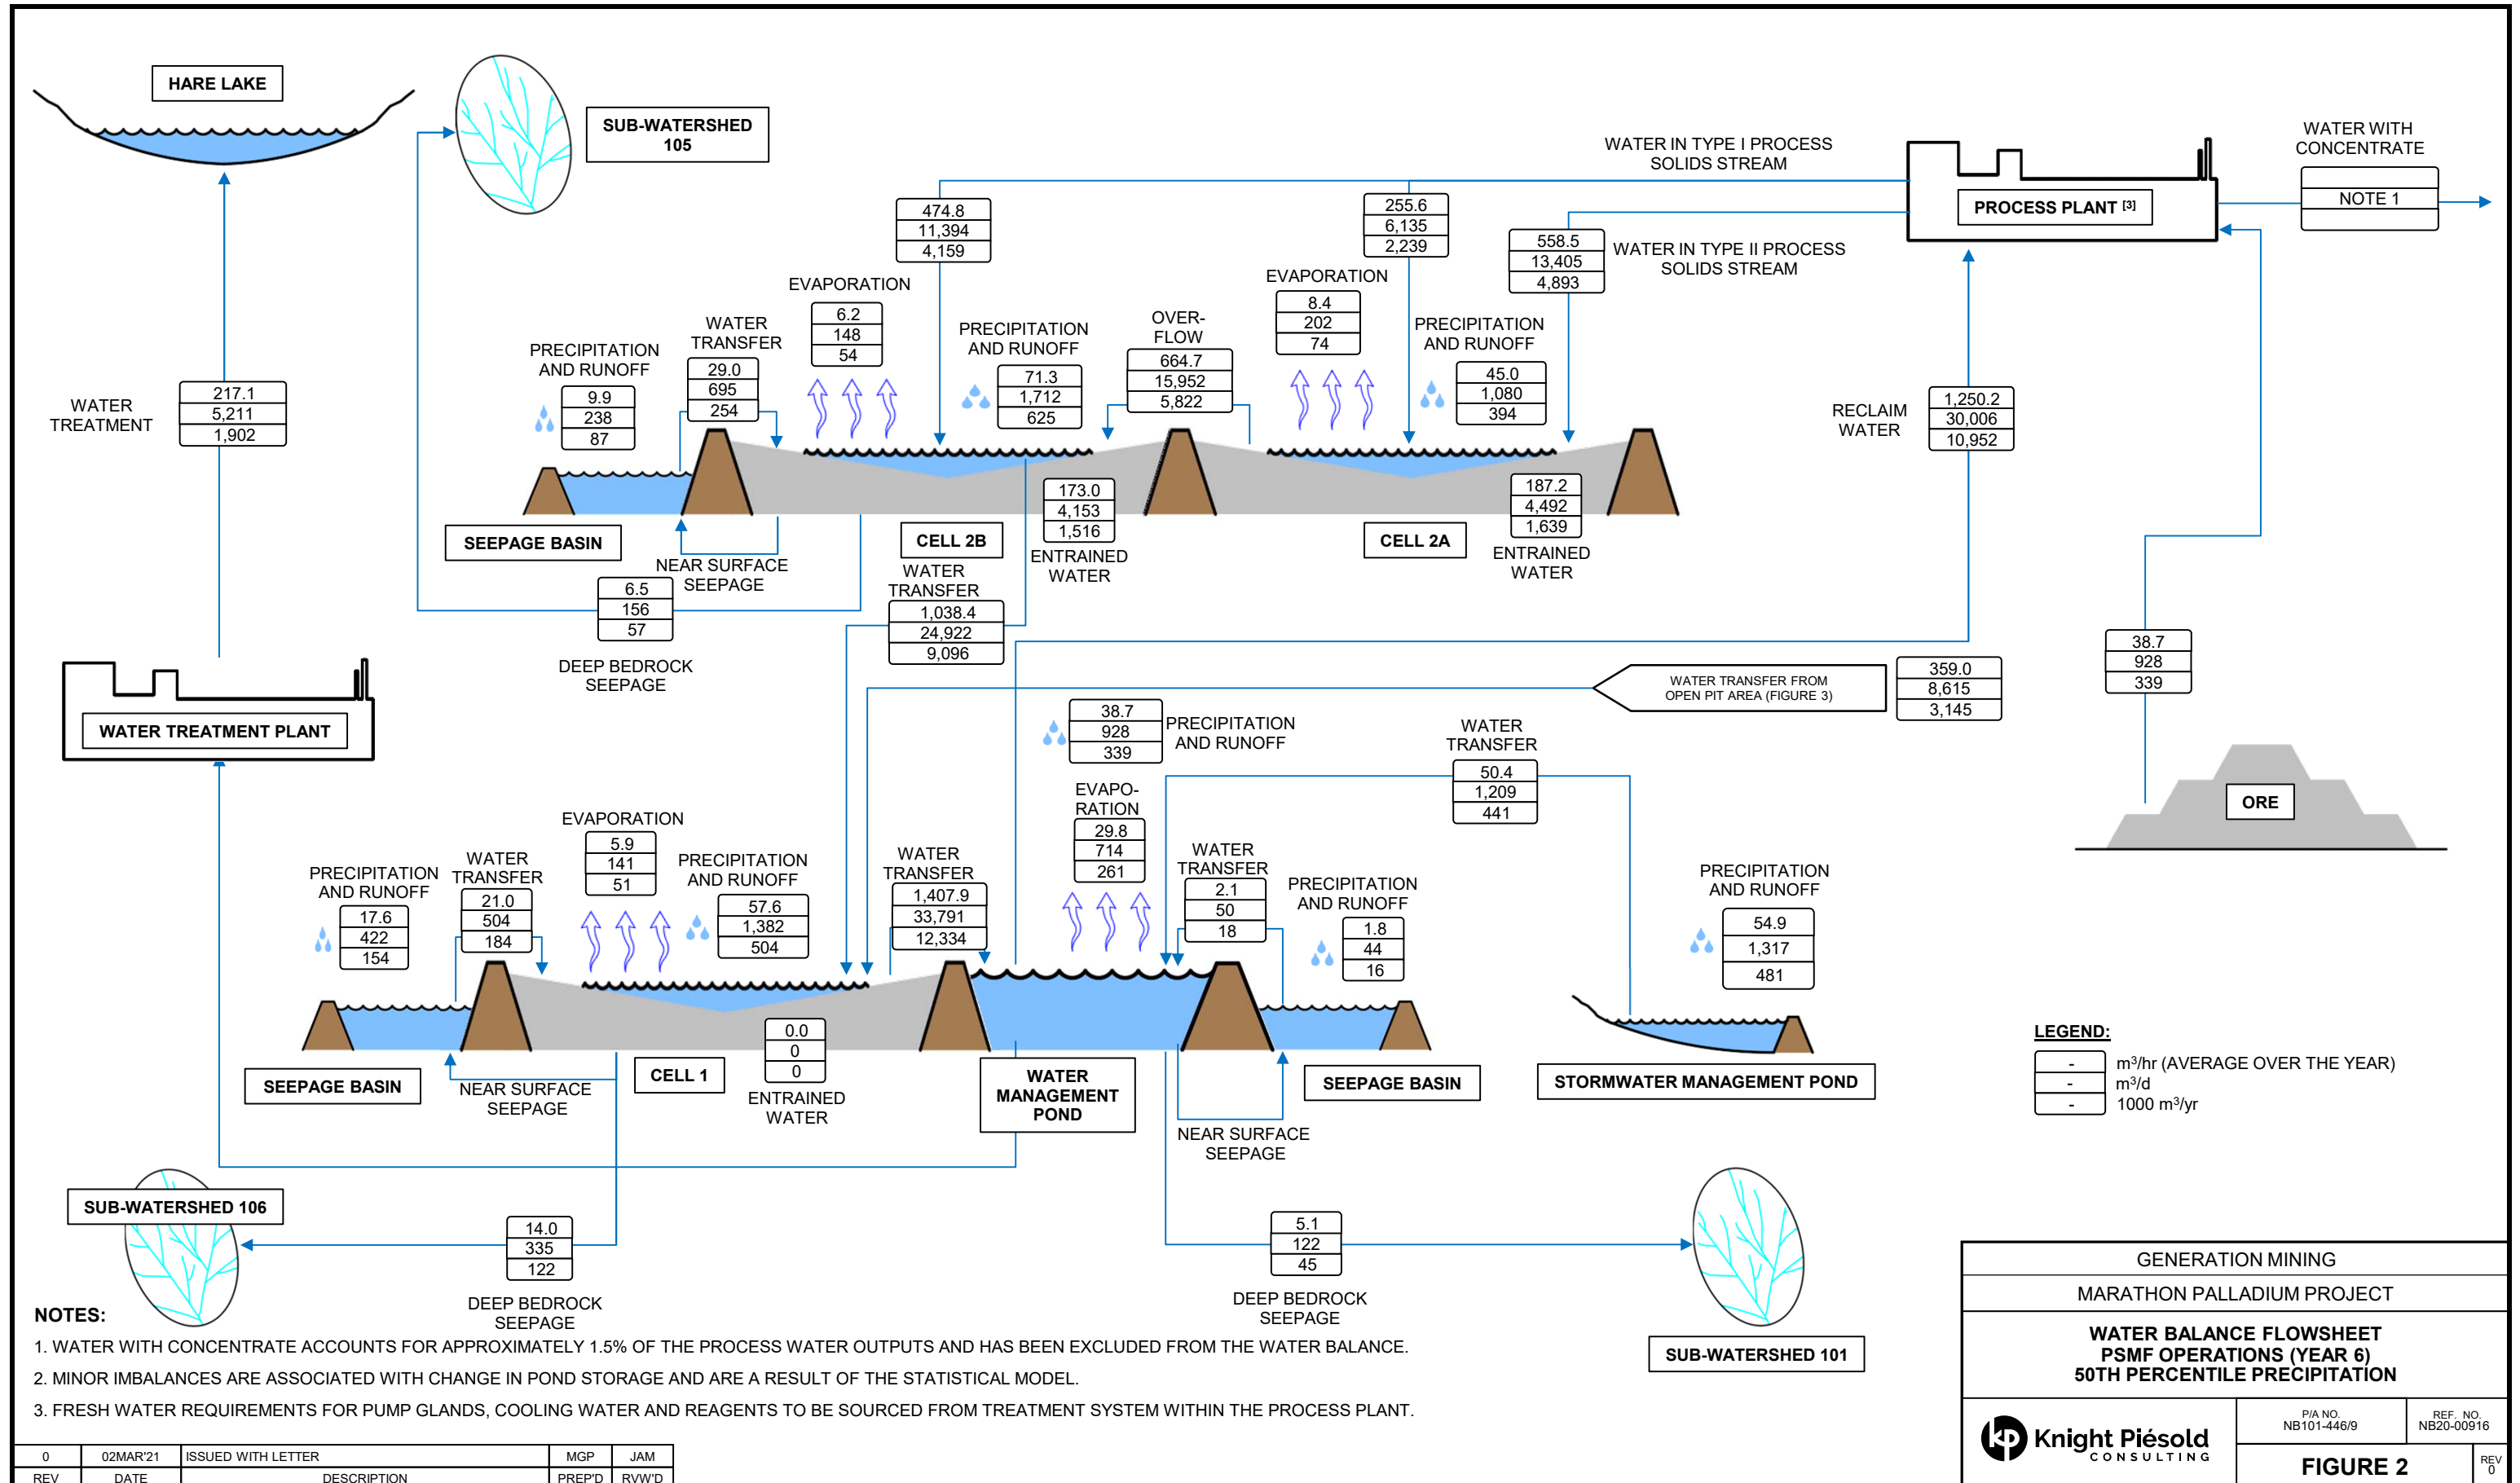 HARE LAKE
SUB-WATERSHED
105
WATER IN TYPE I PROCESS
SOLIDS STREAM
WATER WITH
CONCENTRATE
NOTE 1
PROCESS PLANT [3]
474.8
11,394
4,159
255.6
6,135
2,239
558.5
13,405
4,893
WATER IN TYPE II PROCESS
SOLIDS STREAM
EVAPORATION
6.2
148
54
EVAPORATION
8.4
202
74
WATER
TRANSFER
29.0
695
254
PRECIPITATION
AND RUNOFF
9.9
238
87
PRECIPITATION
AND RUNOFF
71.3
1,712
625
OVER-
FLOW
664.7
15,952
5,822
PRECIPITATION
AND RUNOFF
45.0
1,080
394
WATER
TREATMENT
217.1
5,211
1,902
RECLAIM
WATER
1,250.2
30,006
10,952
SEEPAGE BASIN
NEAR SURFACE
SEEPAGE
CELL 2B
173.0
4,153
1,516
ENTRAINED
WATER
CELL 2A
187.2
4,492
1,639
ENTRAINED
WATER
6.5
156
57
DEEP BEDROCK
SEEPAGE
WATER
TRANSFER
1,038.4
24,922
9,096
38.7
928
339
WATER TREATMENT PLANT
WATER TRANSFER FROM
OPEN PIT AREA (FIGURE 3)
359.0
8,615
3,145
38.7
928
339
PRECIPITATION
AND RUNOFF
WATER
TRANSFER
50.4
1,209
441
ORE
EVAPORATION
5.9
141
51
EVAPO-
RATION
29.8
714
261
PRECIPITATION
AND RUNOFF
17.6
422
154
WATER
TRANSFER
21.0
504
184
PRECIPITATION
AND RUNOFF
57.6
1,382
504
WATER
TRANSFER
1,407.9
33,791
12,334
WATER
TRANSFER
2.1
50
18
PRECIPITATION
AND RUNOFF
1.8
44
16
PRECIPITATION
AND RUNOFF
54.9
1,317
481
SEEPAGE BASIN
NEAR SURFACE
SEEPAGE
CELL 1
0.0
0
0
ENTRAINED
WATER
WATER
MANAGEMENT
POND
SEEPAGE BASIN
NEAR SURFACE
SEEPAGE
STORMWATER MANAGEMENT POND
LEGEND:
- m³/hr (AVERAGE OVER THE YEAR)
- m³/d
- 1000 m³/yr
SUB-WATERSHED 106
14.0
335
122
DEEP BEDROCK
SEEPAGE
5.1
122
45
DEEP BEDROCK
SEEPAGE
SUB-WATERSHED 101
NOTES:
1. WATER WITH CONCENTRATE ACCOUNTS FOR APPROXIMATELY 1.5% OF THE PROCESS WATER OUTPUTS AND HAS BEEN EXCLUDED FROM THE WATER BALANCE.
2. MINOR IMBALANCES ARE ASSOCIATED WITH CHANGE IN POND STORAGE AND ARE A RESULT OF THE STATISTICAL MODEL.
3. FRESH WATER REQUIREMENTS FOR PUMP GLANDS, COOLING WATER AND REAGENTS TO BE SOURCED FROM TREATMENT SYSTEM WITHIN THE PROCESS PLANT.
0 02MAR'21 ISSUED WITH LETTER MGP JAM
REV DATE DESCRIPTION PREP'D RVW'D
GENERATION MINING
MARATHON PALLADIUM PROJECT
WATER BALANCE FLOWSHEET
PSMF OPERATIONS (YEAR 6)
50TH PERCENTILE PRECIPITATION
kp Knight Piésold
CONSULTING
P/A NO.
NB101-446/9
REF. NO.
NB20-00916
FIGURE 2
REV
0